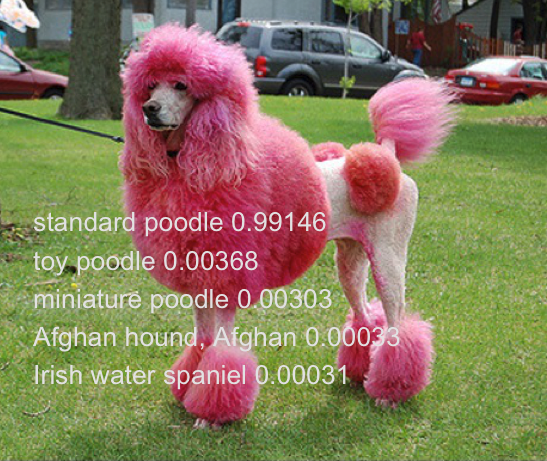 standard poodle 0.99146
toy poodle 0.00368
miniature poodle 0.00303
Afghan hound, Afghan 0.00033
Irish water spaniel 0.00031